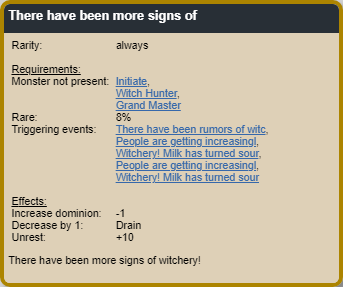 There have been more signs of
Rarity: always
Requirements:
Monster not present: Initiate,
Witch Hunter,
Grand Master
Rare: 8%
Triggering events: There have been rumors of witc,
People are getting increasingl,
Witchery! Milk has turned sour,
People are getting increasingl,
Witchery! Milk has turned sour
Effects:
Increase dominion: -1
Decrease by 1: Drain
Unrest: +10
There have been more signs of witchery!